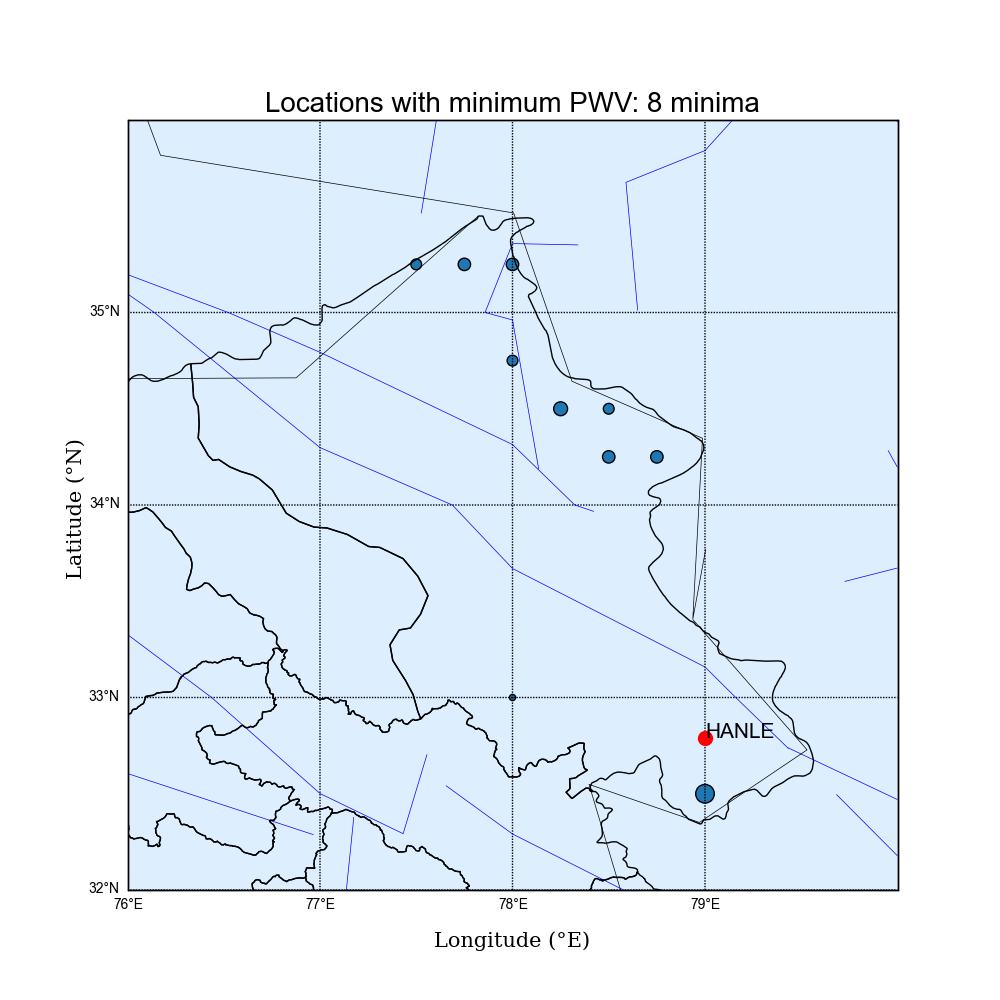 Locations with minimum PWV: 8 minima
35°N
34°N
33°N
32°N
Latitude (°N)
HANLE
76°E
77°E
78°E
79°E
Longitude (°E)